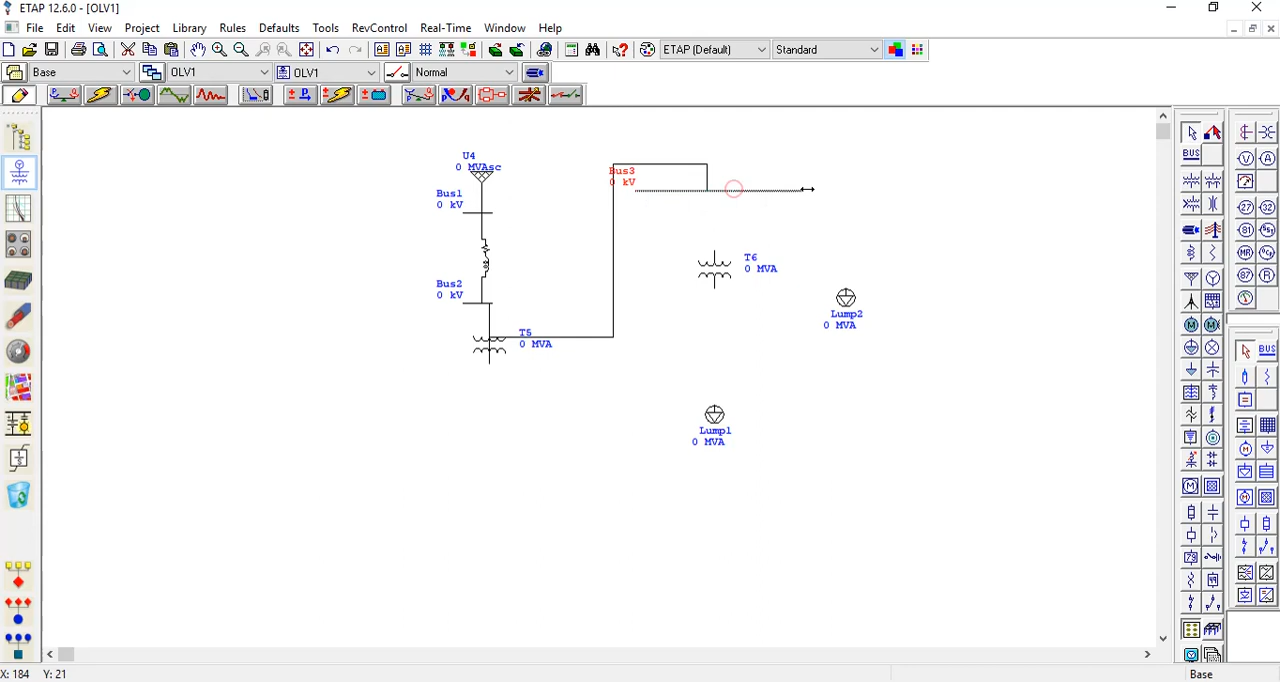 ETAP 12.6.0 - [OLV1]
File Edit View Project Library Rules Defaults Tools RevControl Real-Time Window Help
ETAP (Default) Standard
Base OLV1 OLV1 Normal
U4
0 MVAsc
Bus1
0 kV
Bus2
0 kV
T5
0 MVA
Bus3
0 kV
T6
0 MVA
Lump2
0 MVA
Lump1
0 MVA
BUS
BUS
X: 184 Y: 21
Base